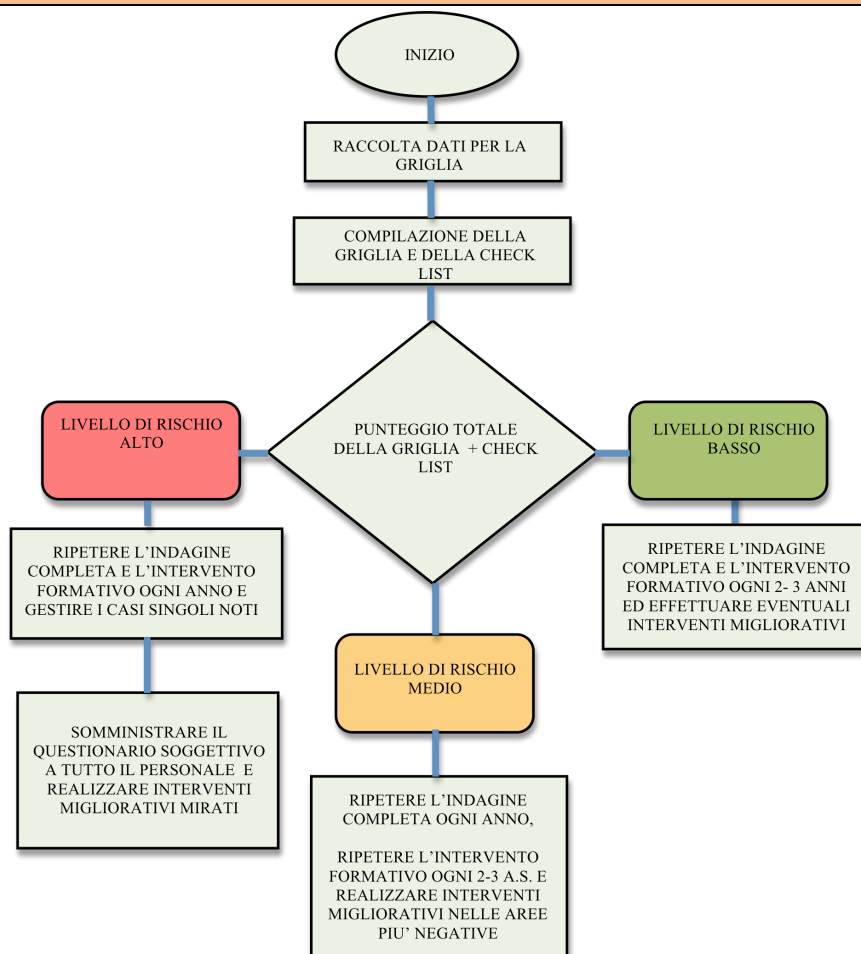 INIZIO
RACCOLTA DATI PER LA
GRIGLIA
COMPILAZIONE DELLA
GRIGLIA E DELLA CHECK
LIST
PUNTEGGIO TOTALE
DELLA GRIGLIA + CHECK
LIST
LIVELLO DI RISCHIO
ALTO
LIVELLO DI RISCHIO
BASSO
RIPETERE L’INDAGINE
COMPLETA E L’INTERVENTO
FORMATIVO OGNI ANNO E
GESTIRE I CASI SINGOLI NOTI
RIPETERE L’INDAGINE
COMPLETA E L’INTERVENTO
FORMATIVO OGNI 2- 3 ANNI
ED EFFETTUARE EVENTUALI
INTERVENTI MIGLIORATIVI
LIVELLO DI RISCHIO
MEDIO
SOMMINISTRARE IL
QUESTIONARIO SOGGETTIVO
A TUTTO IL PERSONALE E
REALIZZARE INTERVENTI
MIGLIORATIVI MIRATI
RIPETERE L’INDAGINE
COMPLETA OGNI ANNO,
RIPETERE L’INTERVENTO
FORMATIVO OGNI 2-3 A.S. E
REALIZZARE INTERVENTI
MIGLIORATIVI NELLE AREE
PIU’ NEGATIVE